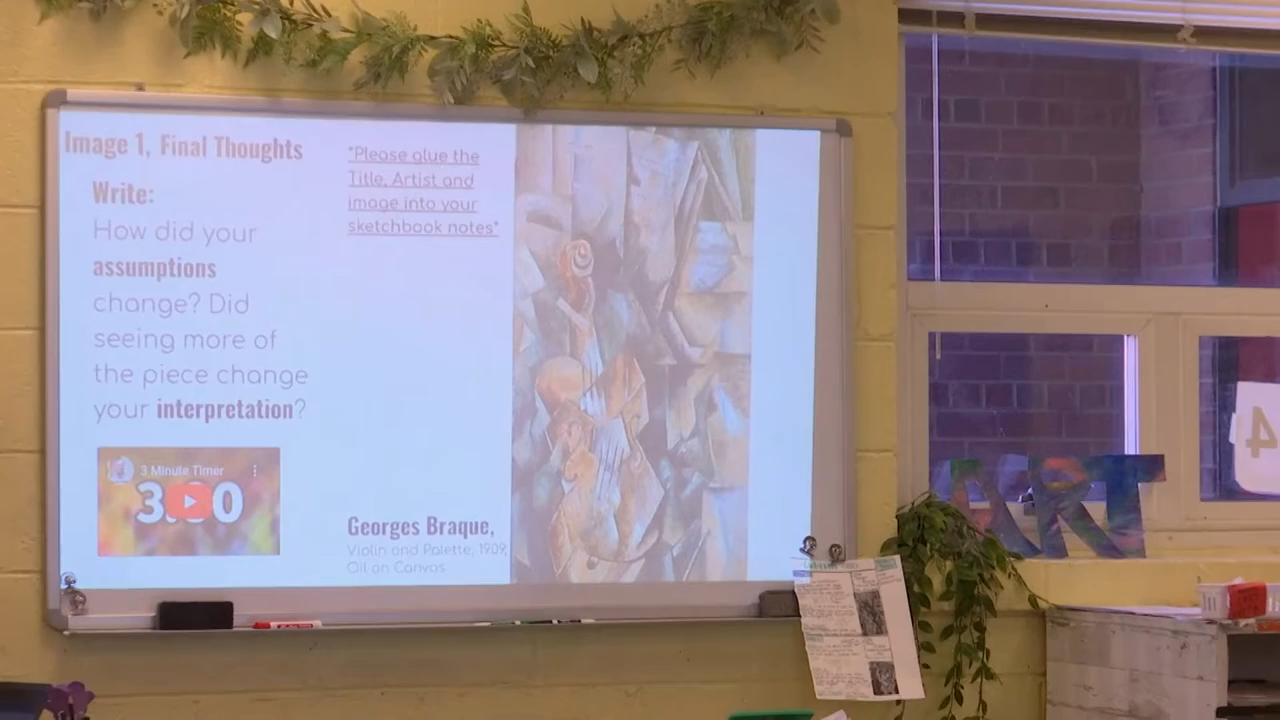 Image 1, Final Thoughts
Write:
How did your
assumptions
change? Did
seeing more of
the piece change
your interpretation?
3 Minute Timer
"Please glue the
Title, Artist and
image into your
sketchbook notes"
Georges Braque,
Violin and Palette, 1909,
Oil on Canvas
ART
4